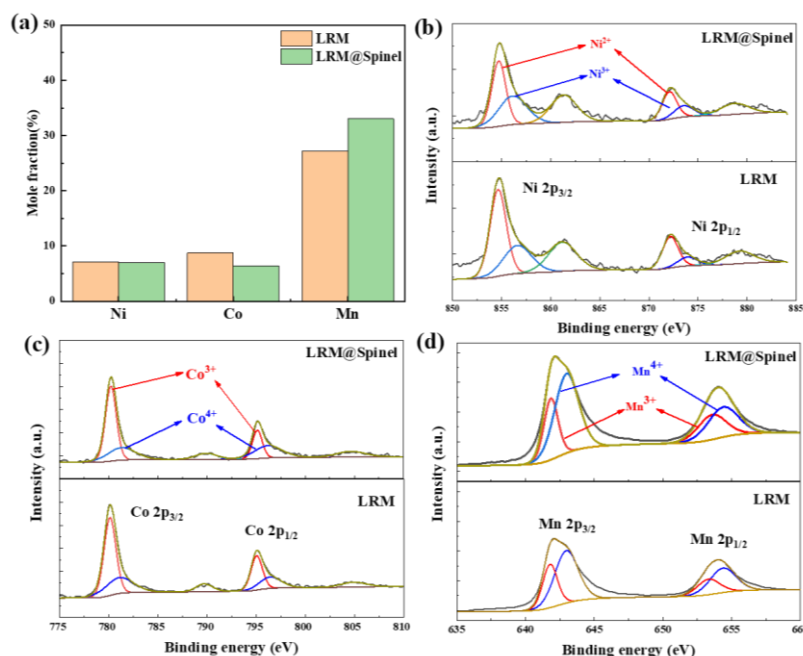 (a)
50
40
30
20
10
0
Mole fraction(%)
LRM
LRM@Spinel
Ni Co Mn
(b)
LRM@Spinel
Ni²⁺
Ni³⁺
LRM
Ni 2p₃/₂
Ni 2p₁/₂
Intensity (a.u.)
850 855 860 865 870 875 880 885
Binding energy (eV)
(c)
LRM@Spinel
Co³⁺
Co⁴⁺
LRM
Co 2p₃/₂
Co 2p₁/₂
Intensity (a.u.)
775 780 785 790 795 800 805 810
Binding energy (eV)
(d)
LRM@Spinel
Mn⁴⁺
Mn³⁺
LRM
Mn 2p₃/₂
Mn 2p₁/₂
Intensity (a.u.)
635 640 645 650 655 66
Binding energy (eV)